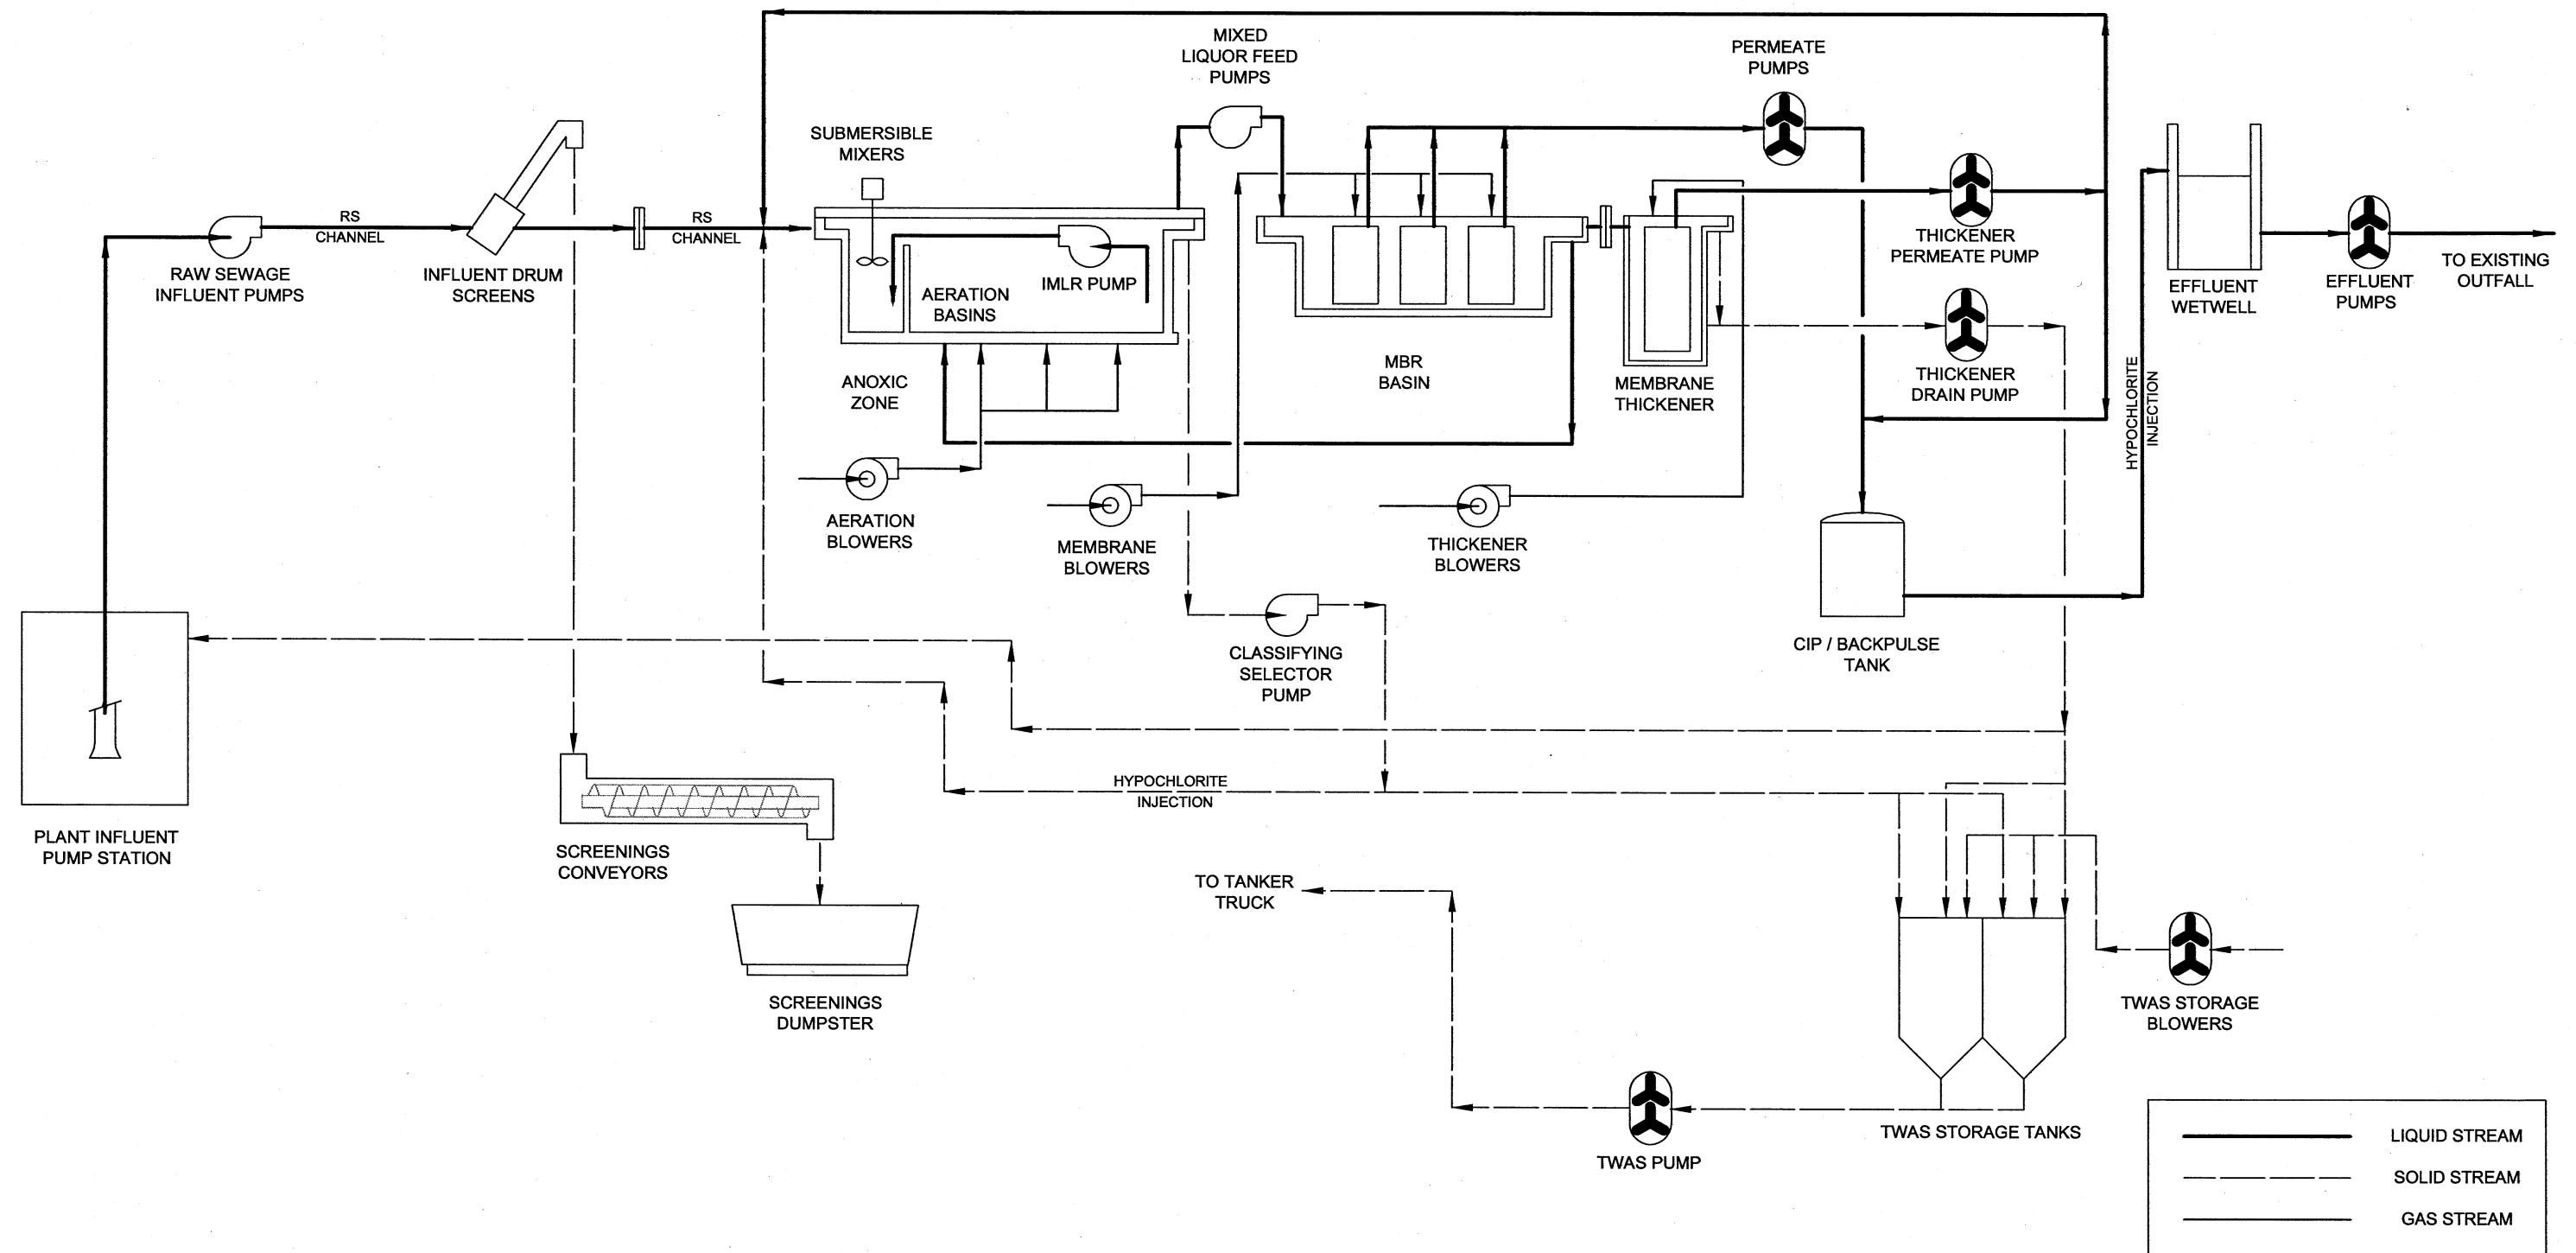 MIXED
LIQUOR FEED
PUMPS
PERMEATE
PUMPS
SUBMERSIBLE
MIXERS
RS
CHANNEL
RS
CHANNEL
RAW SEWAGE
INFLUENT PUMPS
INFLUENT DRUM
SCREENS
AERATION
BASINS
IMLR PUMP
THICKENER
PERMEATE PUMP
EFFLUENT
WETWELL
EFFLUENT
PUMPS
TO EXISTING
OUTFALL
ANOXIC
ZONE
MBR
BASIN
MEMBRANE
THICKENER
THICKENER
DRAIN PUMP
HYPOCHLORITE
INJECTION
AERATION
BLOWERS
MEMBRANE
BLOWERS
THICKENER
BLOWERS
CLASSIFYING
SELECTOR
PUMP
CIP / BACKPULSE
TANK
PLANT INFLUENT
PUMP STATION
SCREENINGS
CONVEYORS
HYPOCHLORITE
INJECTION
TO TANKER
TRUCK
SCREENINGS
DUMPSTER
TWAS STORAGE
BLOWERS
TWAS PUMP
TWAS STORAGE TANKS
LIQUID STREAM
SOLID STREAM
GAS STREAM